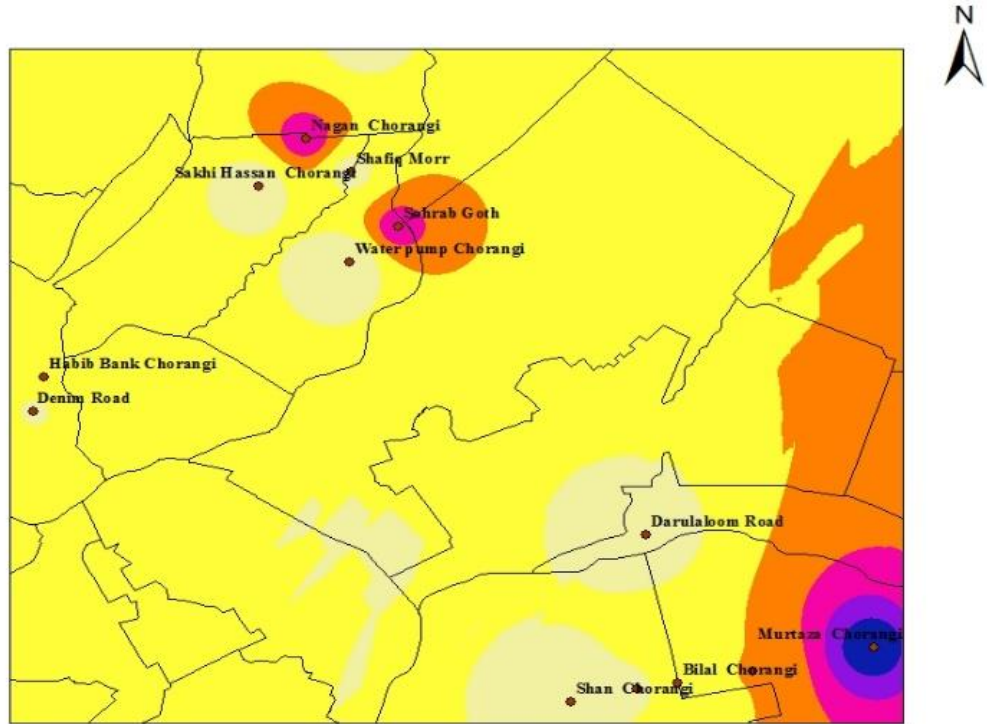 N
Nagan Chorangi
Shafiq Morr
Sakhi Hassan Chorangi
Sohrab Goth
Water pump Chorangi
Habib Bank Chorangi
Denim Road
Darulaloom Road
Murtaza Chorangi
Bilal Chorangi
Shan Chorangi